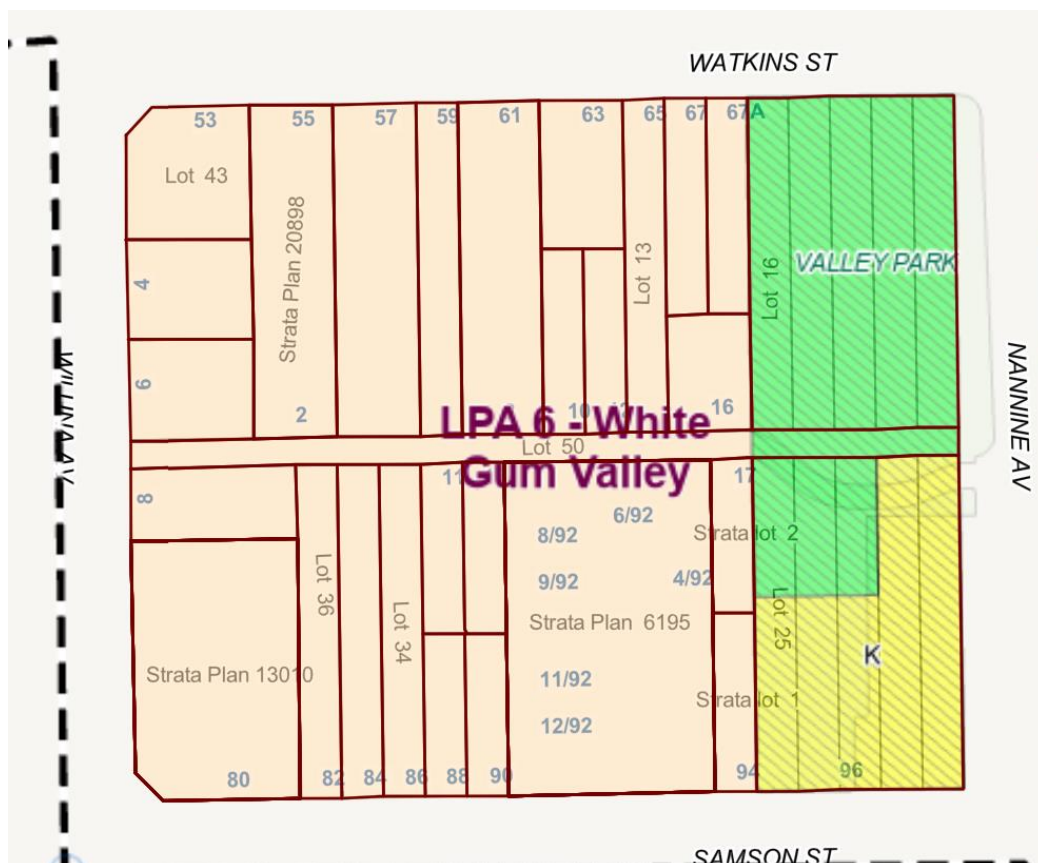 WATKINS ST
53
55
57
59
61
63
65
67
67A
Lot 43
Strata Plan 20898
Lot 13
Lot 16
VALLEY PARK
4
6
2
10
16
WILUNA AV
NANNINE AV
LPA 6 - White
Gum Valley
Lot 50
8
11
17
6/92
8/92
Strata lot 2
9/92
4/92
Lot 36
Lot 34
Lot 25
Strata Plan 6195
K
Strata Plan 13010
11/92
Strata lot 1
12/92
80
82
84
86
88
90
94
96
SAMSON ST